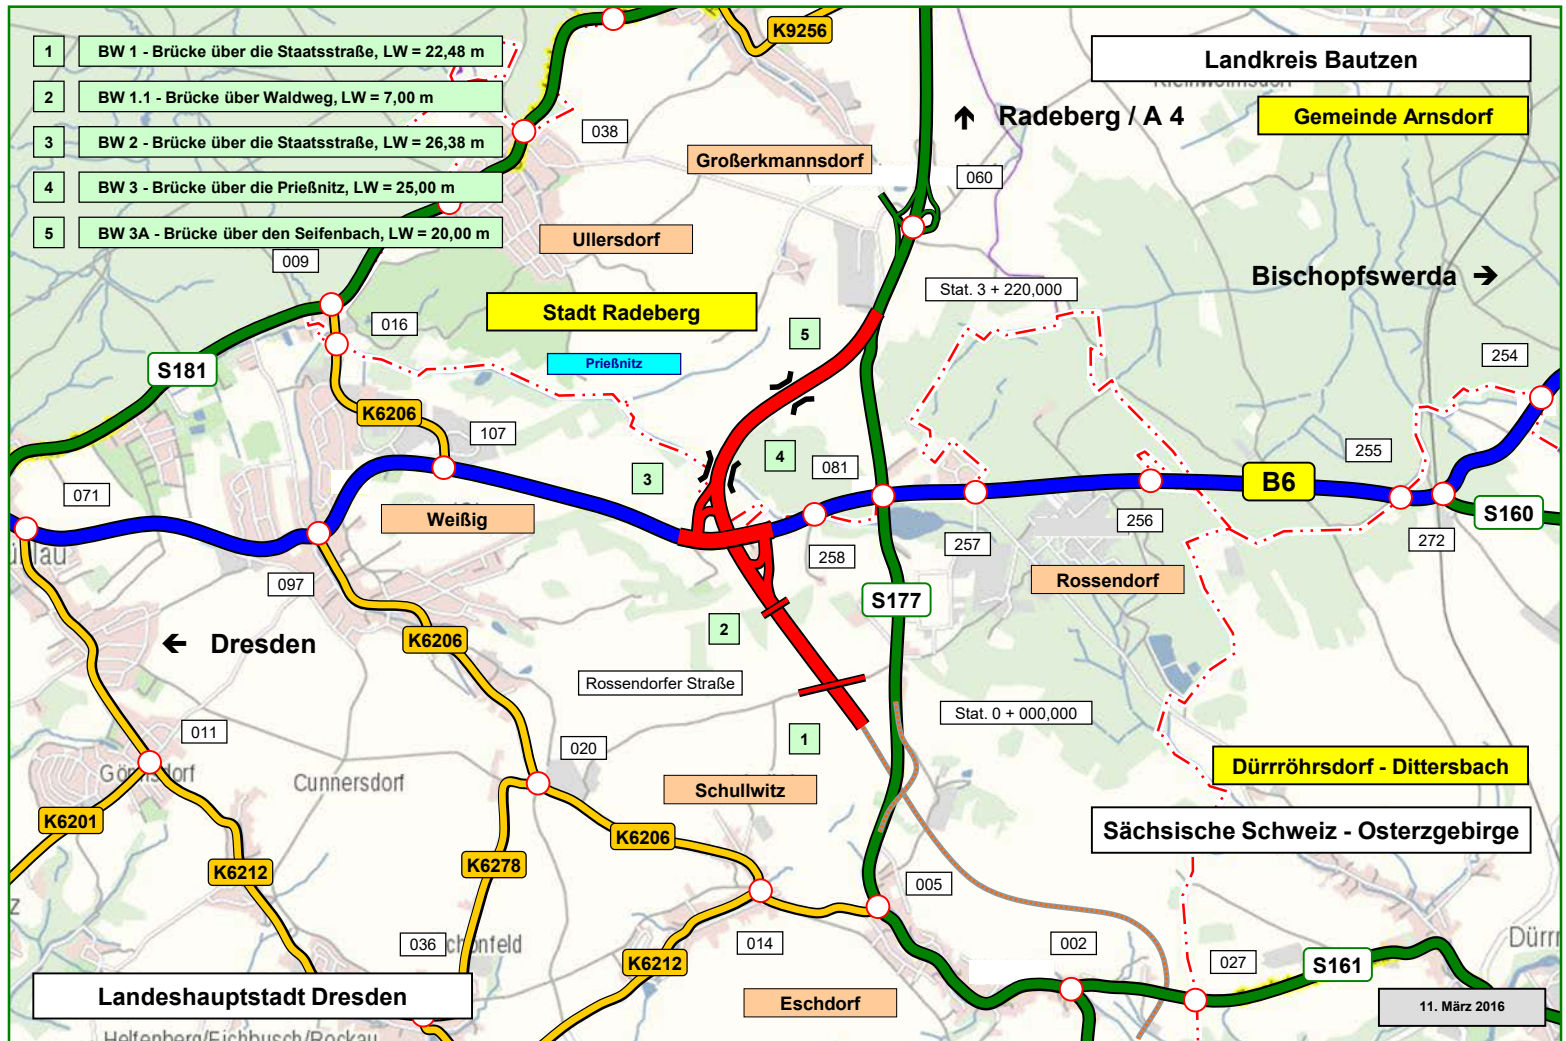 1 BW 1 - Brücke über die Staatsstraße, LW = 22,48 m
2 BW 1.1 - Brücke über Waldweg, LW = 7,00 m
3 BW 2 - Brücke über die Staatsstraße, LW = 26,38 m
4 BW 3 - Brücke über die Prießnitz, LW = 25,00 m
5 BW 3A - Brücke über den Seifenbach, LW = 20,00 m
K9256
Landkreis Bautzen
Gemeinde Arnsdorf
↑ Radeberg / A 4
038
Großerkmannsdorf
060
Ullersdorf
009
Bischopfswerda →
Stat. 3 + 220,000
Stadt Radeberg
016
5
254
Prießnitz
S181
K6206
107
4
081
255
3
B6
071
Weißig
256
S160
257
258
272
097
Rossendorf
S177
2
← Dresden
K6206
Rossendorfer Straße
Stat. 0 + 000,000
011
1
020
Dürrröhrsdorf - Dittersbach
Cunnersdorf
Schullwitz
K6201
K6206
Sächsische Schweiz - Osterzgebirge
K6212
K6278
005
036
014
002
K6212
027
S161
Landeshauptstadt Dresden
Eschdorf
11. März 2016
Helfenberg/Eichbusch/Rockau